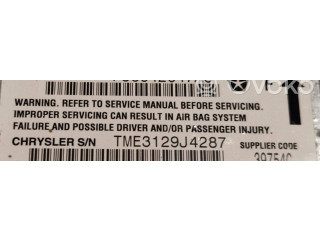 WARNING. REFER TO SERVICE MANUAL BEFORE SERVICING.
IMPROPER SERVICING CAN RESULT IN AIR BAG SYSTEM
FAILURE AND POSSIBLE DRIVER AND/OR PASSENGER INJURY.
CHRYSLER S/N TME3129J4287 SUPPLIER CODE